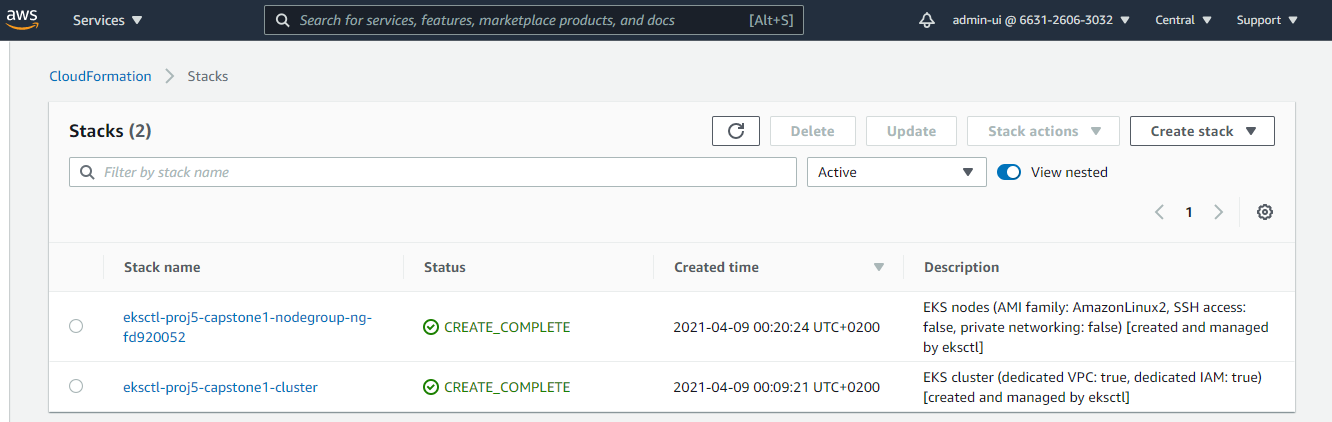 aws
Services
Search for services, features, marketplace products, and docs
[Alt+S]
admin-ui @ 6631-2606-3032
Central
Support
CloudFormation
Stacks
Stacks (2)
Delete
Update
Stack actions
Create stack
Filter by stack name
Active
View nested
1
Stack name
Status
Created time
Description
eksctl-proj5-capstone1-nodegroup-ng-
fd920052
CREATE_COMPLETE
2021-04-09 00:20:24 UTC+0200
EKS nodes (AMI family: AmazonLinux2, SSH access:
false, private networking: false) [created and managed
by eksctl]
eksctl-proj5-capstone1-cluster
CREATE_COMPLETE
2021-04-09 00:09:21 UTC+0200
EKS cluster (dedicated VPC: true, dedicated IAM: true)
[created and managed by eksctl]